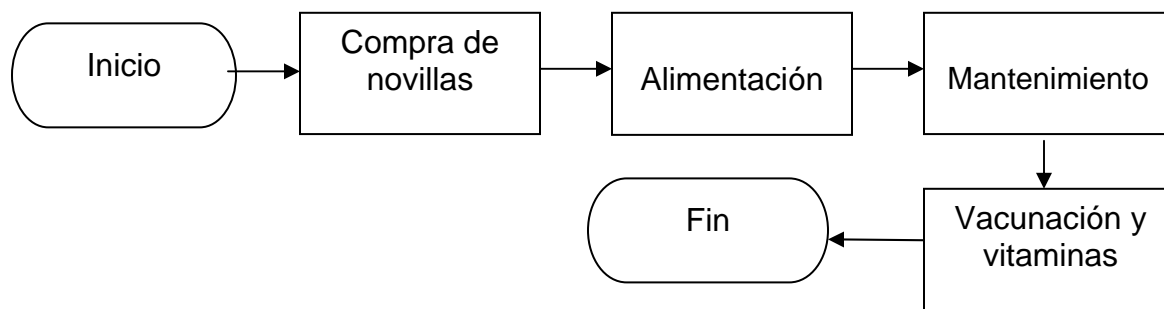 Inicio
Compra de
novillas
Alimentación
Mantenimiento
Vacunación y
vitaminas
Fin